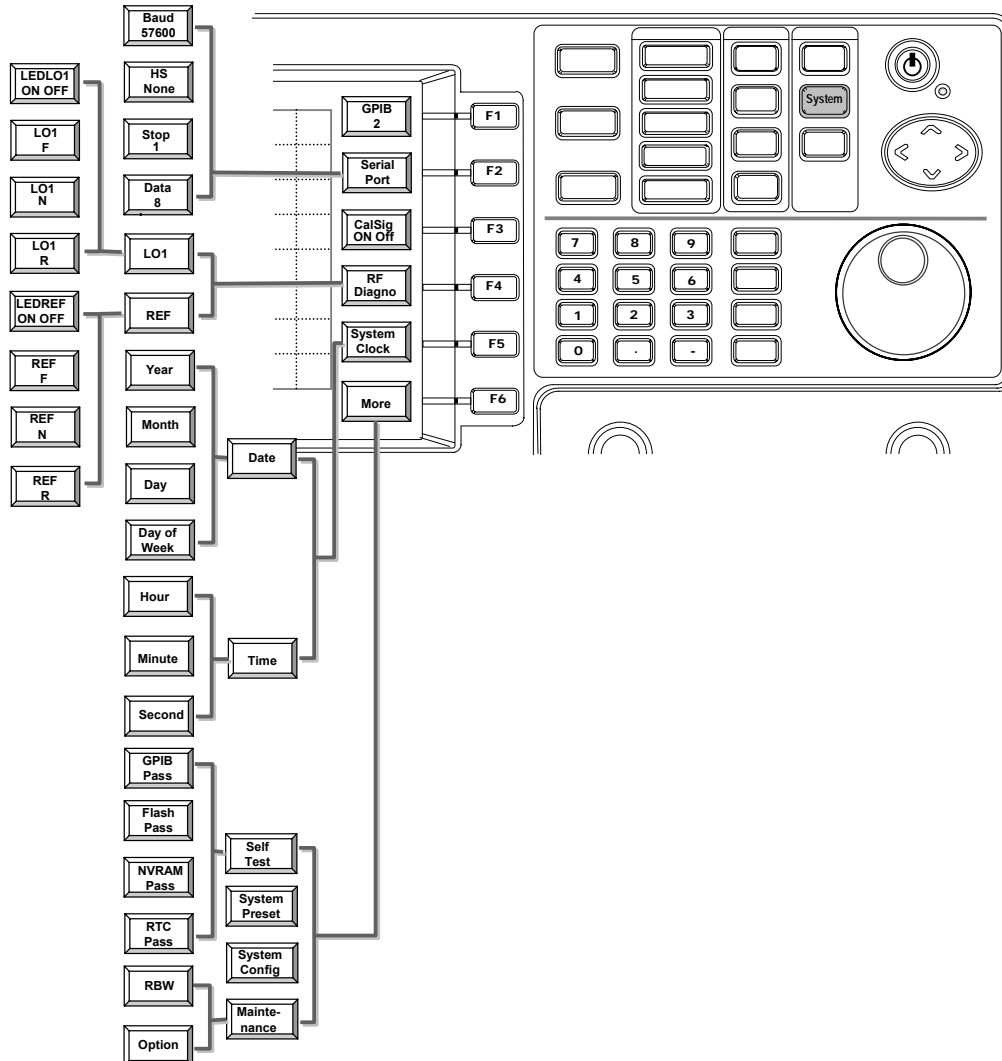 LEDLO1
ON OFF
LO1
F
LO1
N
LO1
R
LEDREF
ON OFF
REF
F
REF
N
REF
R
Baud
57600
HS
None
Stop
1
Data
8
LO1
REF
Year
Month
Day
Day of
Week
Hour
Minute
Second
GPIB
Pass
Flash
Pass
NVRAM
Pass
RTC
Pass
RBW
Option
Date
Time
Self
Test
System
Preset
System
Config
Mainte-
nance
GPIB
2
Serial
Port
CalSig
ON Off
RF
Diagno
System
Clock
More
F1
F2
F3
F4
F5
F6
System
7 8 9
4 5 6
1 2 3
0 . -